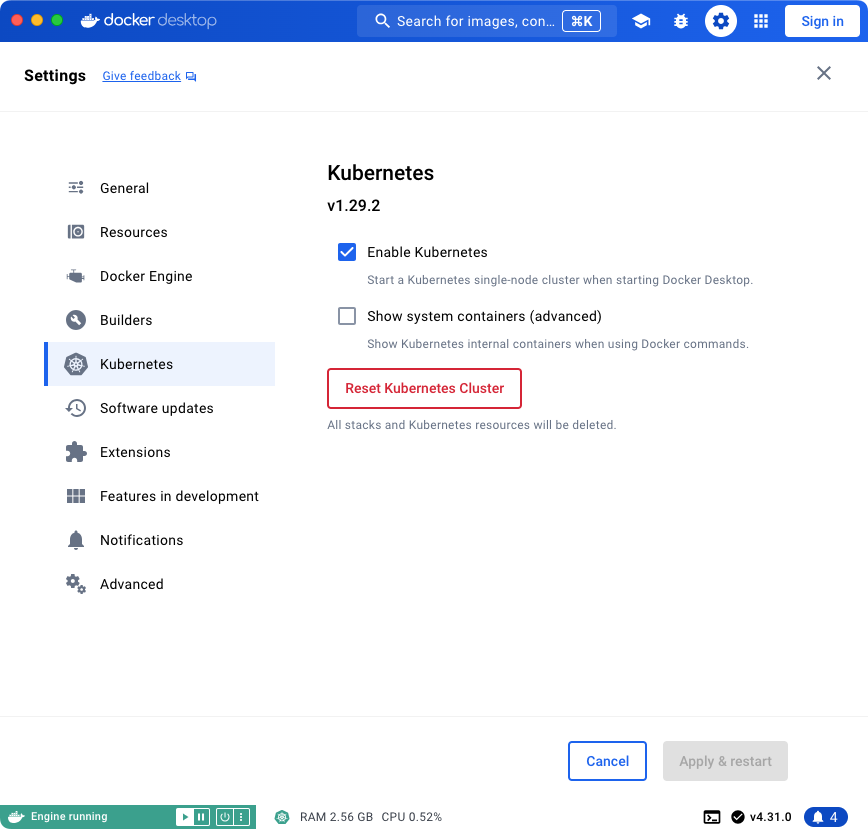 docker desktop
Search for images, con…
⌘K
Sign in
Settings
Give feedback
General
Resources
Docker Engine
Builders
Kubernetes
Software updates
Extensions
Features in development
Notifications
Advanced
Kubernetes
v1.29.2
Enable Kubernetes
Start a Kubernetes single-node cluster when starting Docker Desktop.
Show system containers (advanced)
Show Kubernetes internal containers when using Docker commands.
Reset Kubernetes Cluster
All stacks and Kubernetes resources will be deleted.
Cancel
Apply & restart
Engine running
RAM 2.56 GB CPU 0.52%
v4.31.0
4